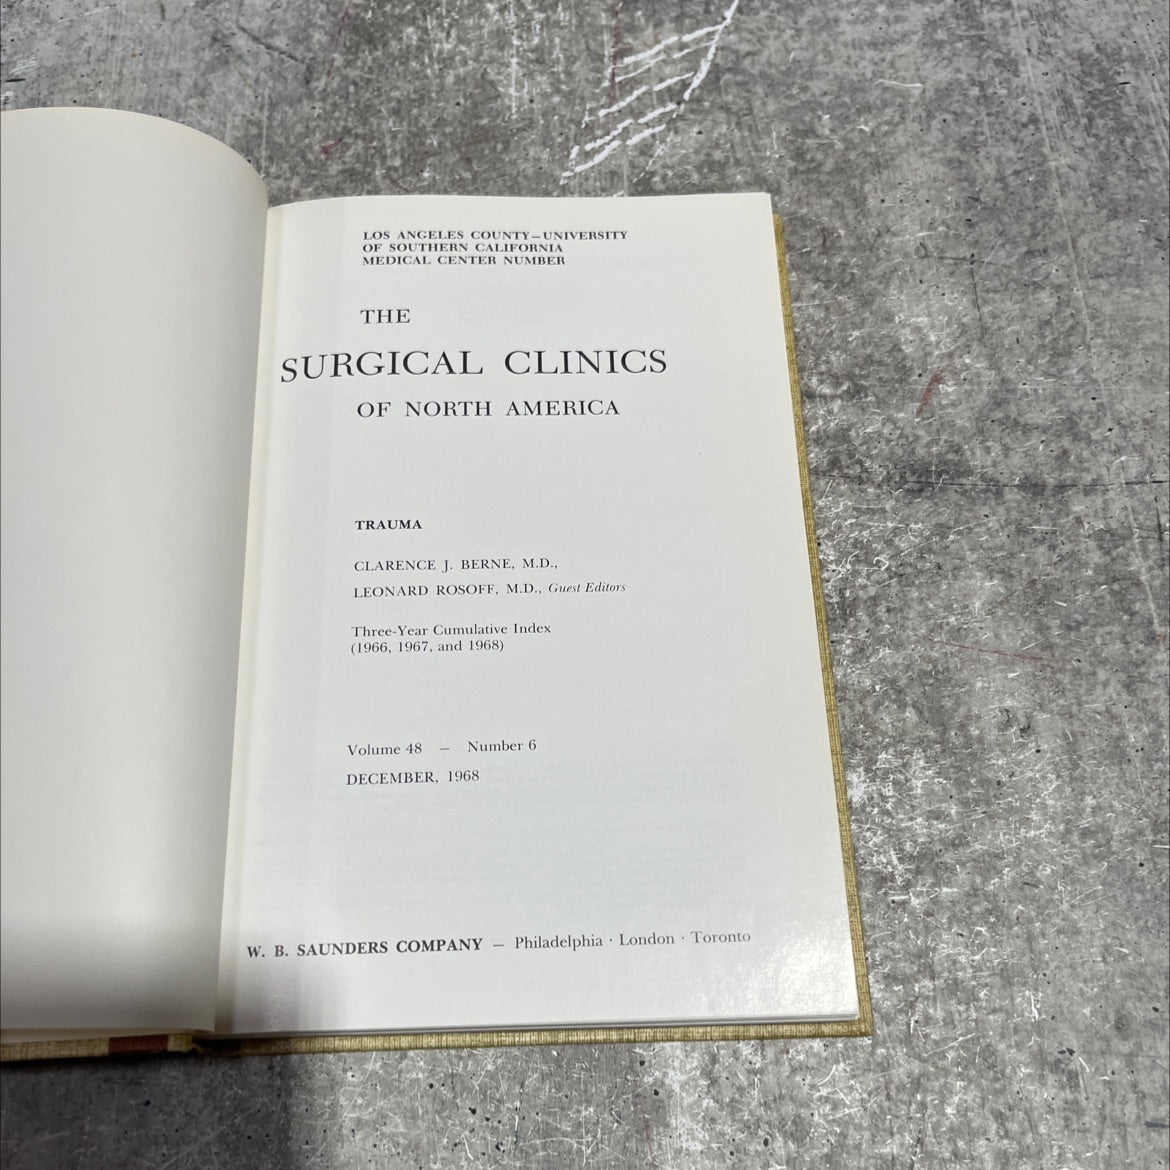 LOS ANGELES COUNTY–UNIVERSITY
OF SOUTHERN CALIFORNIA
MEDICAL CENTER NUMBER
THE
SURGICAL CLINICS
OF NORTH AMERICA
TRAUMA
CLARENCE J. BERNE, M.D.,
LEONARD ROSOFF, M.D., Guest Editors
Three-Year Cumulative Index
(1966, 1967, and 1968)
Volume 48 — Number 6
DECEMBER, 1968
W. B. SAUNDERS COMPANY — Philadelphia · London · Toronto